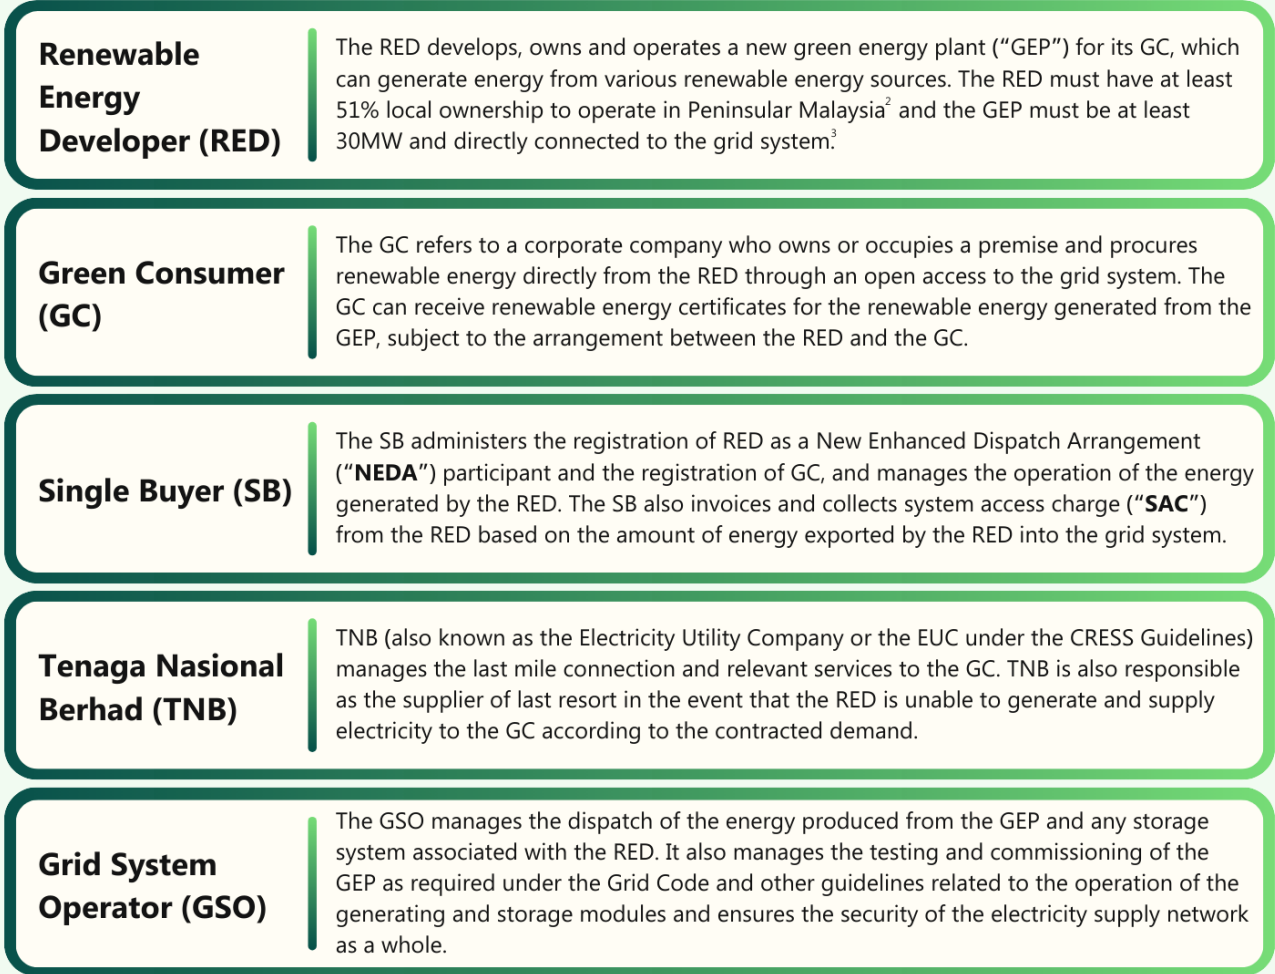 Renewable
Energy
Developer (RED)
The RED develops, owns and operates a new green energy plant (“GEP”) for its GC, which
can generate energy from various renewable energy sources. The RED must have at least
51% local ownership to operate in Peninsular Malaysia2 and the GEP must be at least
30MW and directly connected to the grid system.3
Green Consumer
(GC)
The GC refers to a corporate company who owns or occupies a premise and procures
renewable energy directly from the RED through an open access to the grid system. The
GC can receive renewable energy certificates for the renewable energy generated from the
GEP, subject to the arrangement between the RED and the GC.
Single Buyer (SB)
The SB administers the registration of RED as a New Enhanced Dispatch Arrangement
(“NEDA”) participant and the registration of GC, and manages the operation of the energy
generated by the RED. The SB also invoices and collects system access charge (“SAC”)
from the RED based on the amount of energy exported by the RED into the grid system.
Tenaga Nasional
Berhad (TNB)
TNB (also known as the Electricity Utility Company or the EUC under the CRESS Guidelines)
manages the last mile connection and relevant services to the GC. TNB is also responsible
as the supplier of last resort in the event that the RED is unable to generate and supply
electricity to the GC according to the contracted demand.
Grid System
Operator (GSO)
The GSO manages the dispatch of the energy produced from the GEP and any storage
system associated with the RED. It also manages the testing and commissioning of the
GEP as required under the Grid Code and other guidelines related to the operation of the
generating and storage modules and ensures the security of the electricity supply network
as a whole.